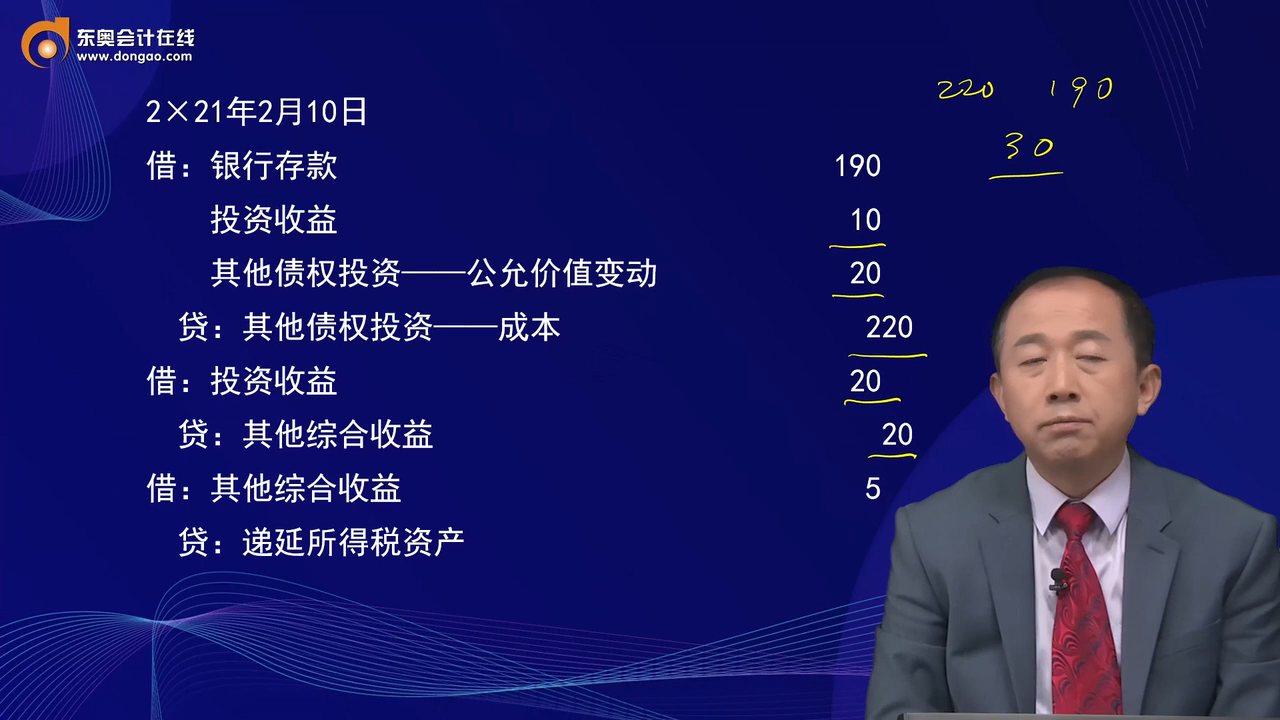 东奥会计在线
www.dongao.com
220 190
30
2×21年2月10日
借：银行存款 190
投资收益 10
其他债权投资——公允价值变动 20
贷：其他债权投资——成本 220
借：投资收益 20
贷：其他综合收益 20
借：其他综合收益 5
贷：递延所得税资产